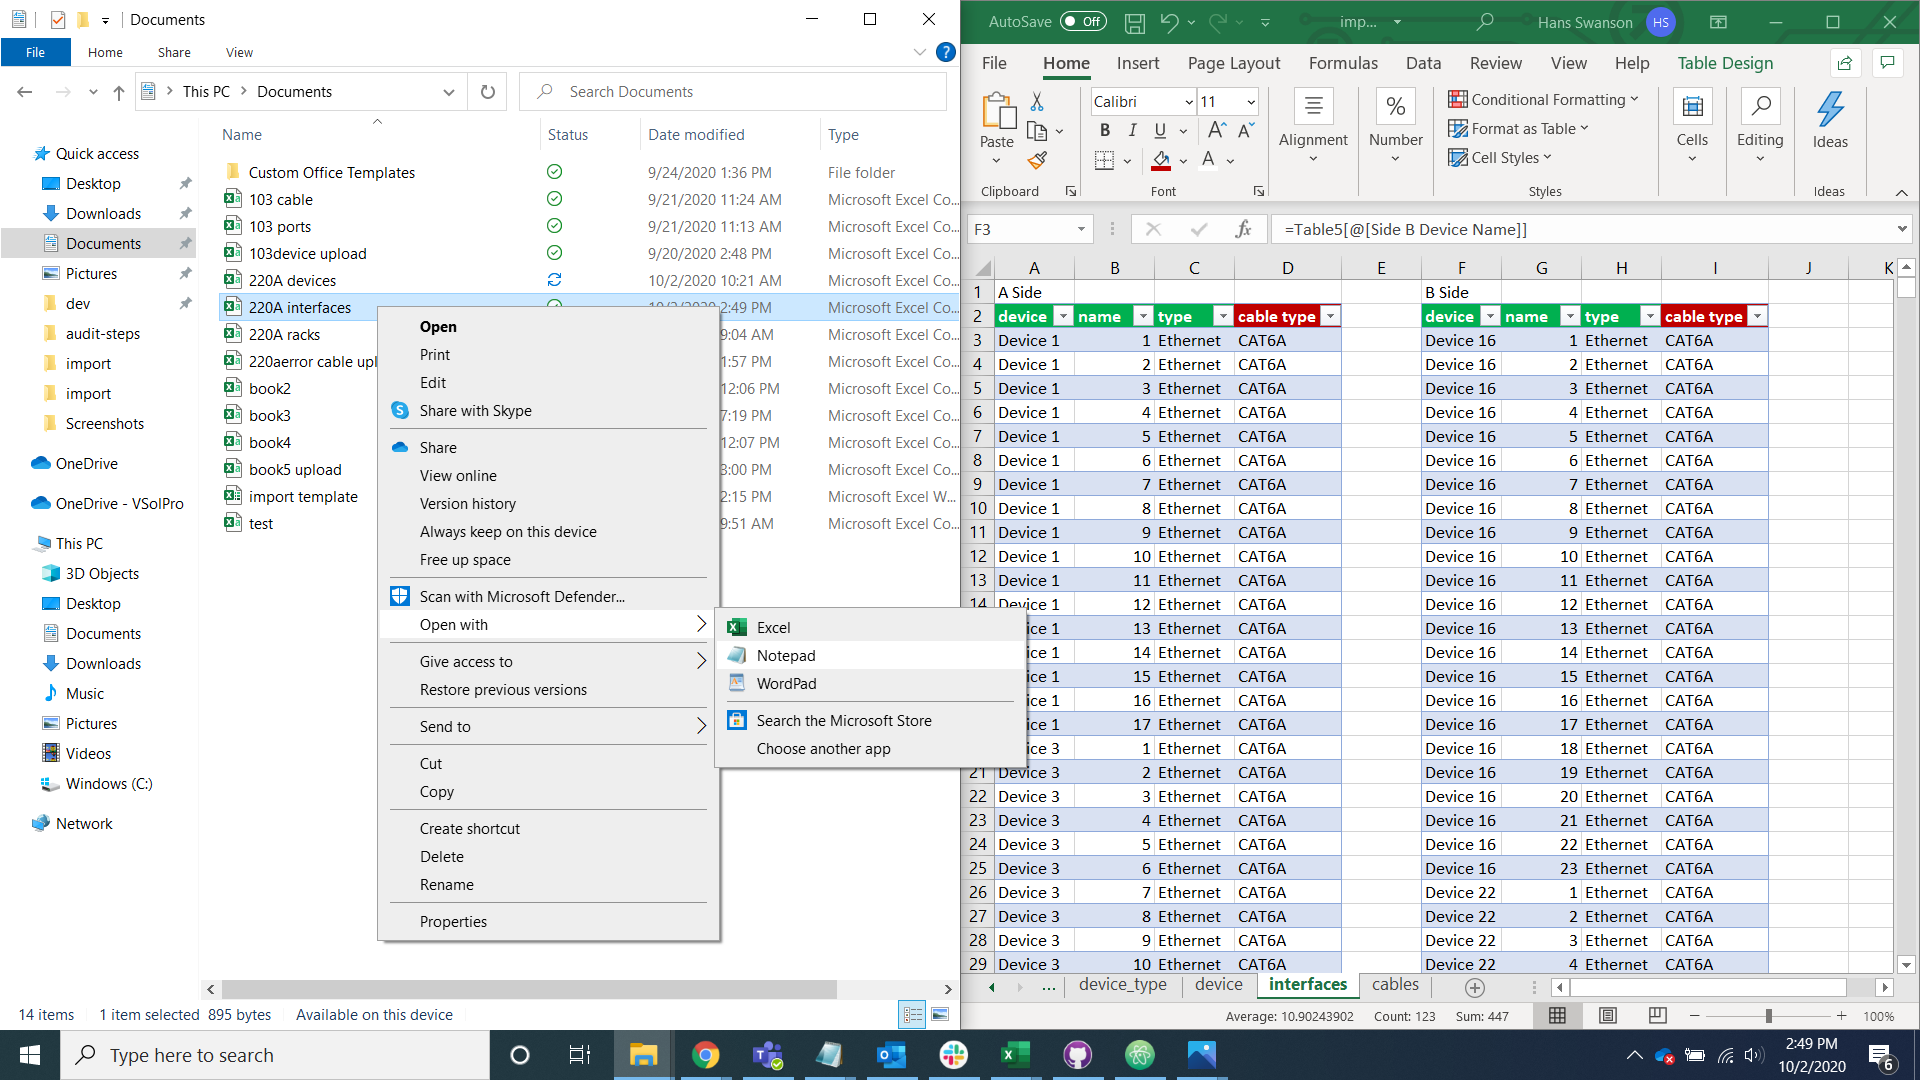 Documents
File
Home
Share
View
This PC
Documents
Search Documents
Name
Status
Date modified
Type
Quick access
Desktop
Downloads
Documents
Pictures
dev
audit-steps
import
import
Screenshots
OneDrive
OneDrive - VSolPro
This PC
3D Objects
Desktop
Documents
Downloads
Music
Pictures
Videos
Windows (C:)
Network
Custom Office Templates 9/24/2020 1:36 PM File folder
103 cable 9/21/2020 11:24 AM Microsoft Excel Co...
103 ports 9/21/2020 11:13 AM Microsoft Excel Co...
103device upload 9/20/2020 2:48 PM Microsoft Excel Co...
220A devices 10/2/2020 10:21 AM Microsoft Excel Co...
220A interfaces 10/2/2020 2:49 PM Microsoft Excel Co...
220A racks 9:04 AM Microsoft Excel Co...
220aerror cable upl 1:57 PM Microsoft Excel Co...
book2 12:06 PM Microsoft Excel Co...
book3 7:19 PM Microsoft Excel Co...
book4 12:07 PM Microsoft Excel Co...
book5 upload 3:00 PM Microsoft Excel Co...
import template 2:15 PM Microsoft Excel W...
test 9:51 AM Microsoft Excel Co...
Open
Print
Edit
Share with Skype
Share
View online
Version history
Always keep on this device
Free up space
Scan with Microsoft Defender...
Open with
Give access to
Restore previous versions
Send to
Cut
Copy
Create shortcut
Delete
Rename
Properties
Excel
Notepad
WordPad
Search the Microsoft Store
Choose another app
14 items 1 item selected 895 bytes Available on this device
AutoSave Off imp... Hans Swanson HS
File Home Insert Page Layout Formulas Data Review View Help Table Design
Paste
Clipboard
Calibri 11
B I U
Font
Alignment
Number
%
Conditional Formatting
Format as Table
Cell Styles
Styles
Cells
Editing
Ideas
Ideas
F3 fx =Table5[@[Side B Device Name]]
A B C D E F G H I J K
1 A Side B Side
2 device name type cable type device name type cable type
3 Device 1 1 Ethernet CAT6A Device 16 1 Ethernet CAT6A
4 Device 1 2 Ethernet CAT6A Device 16 2 Ethernet CAT6A
5 Device 1 3 Ethernet CAT6A Device 16 3 Ethernet CAT6A
6 Device 1 4 Ethernet CAT6A Device 16 4 Ethernet CAT6A
7 Device 1 5 Ethernet CAT6A Device 16 5 Ethernet CAT6A
8 Device 1 6 Ethernet CAT6A Device 16 6 Ethernet CAT6A
9 Device 1 7 Ethernet CAT6A Device 16 7 Ethernet CAT6A
10 Device 1 8 Ethernet CAT6A Device 16 8 Ethernet CAT6A
11 Device 1 9 Ethernet CAT6A Device 16 9 Ethernet CAT6A
12 Device 1 10 Ethernet CAT6A Device 16 10 Ethernet CAT6A
13 Device 1 11 Ethernet CAT6A Device 16 11 Ethernet CAT6A
14 Device 1 12 Ethernet CAT6A Device 16 12 Ethernet CAT6A
ice 1 13 Ethernet CAT6A Device 16 13 Ethernet CAT6A
ice 1 14 Ethernet CAT6A Device 16 14 Ethernet CAT6A
ice 1 15 Ethernet CAT6A Device 16 15 Ethernet CAT6A
ice 1 16 Ethernet CAT6A Device 16 16 Ethernet CAT6A
ice 1 17 Ethernet CAT6A Device 16 17 Ethernet CAT6A
ice 3 1 Ethernet CAT6A Device 16 18 Ethernet CAT6A
21 Device 3 2 Ethernet CAT6A Device 16 19 Ethernet CAT6A
22 Device 3 3 Ethernet CAT6A Device 16 20 Ethernet CAT6A
23 Device 3 4 Ethernet CAT6A Device 16 21 Ethernet CAT6A
24 Device 3 5 Ethernet CAT6A Device 16 22 Ethernet CAT6A
25 Device 3 6 Ethernet CAT6A Device 16 23 Ethernet CAT6A
26 Device 3 7 Ethernet CAT6A Device 22 1 Ethernet CAT6A
27 Device 3 8 Ethernet CAT6A Device 22 2 Ethernet CAT6A
28 Device 3 9 Ethernet CAT6A Device 22 3 Ethernet CAT6A
29 Device 3 10 Ethernet CAT6A Device 22 4 Ethernet CAT6A
... device_type device interfaces cables
Average: 10.90243902 Count: 123 Sum: 447 100%
Type here to search
2:49 PM
10/2/2020
6